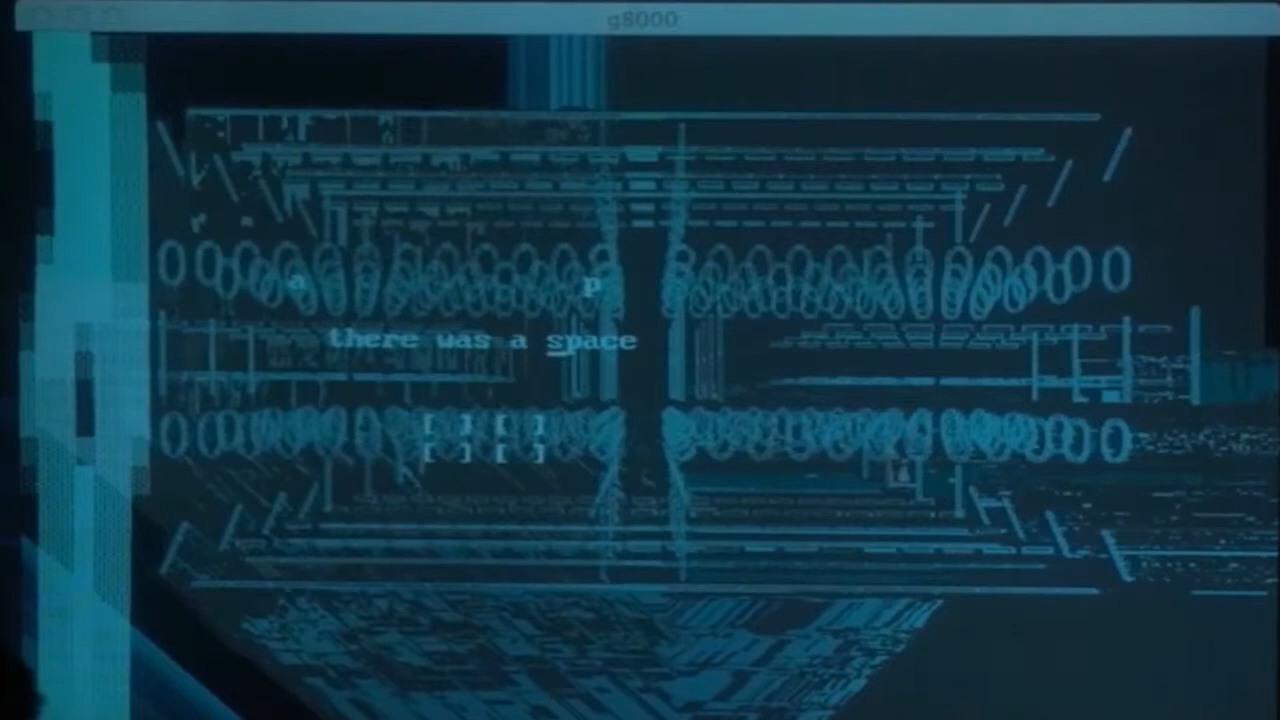 g8000
a p
there was a space
[ ] [ ]
[ ] [ ]